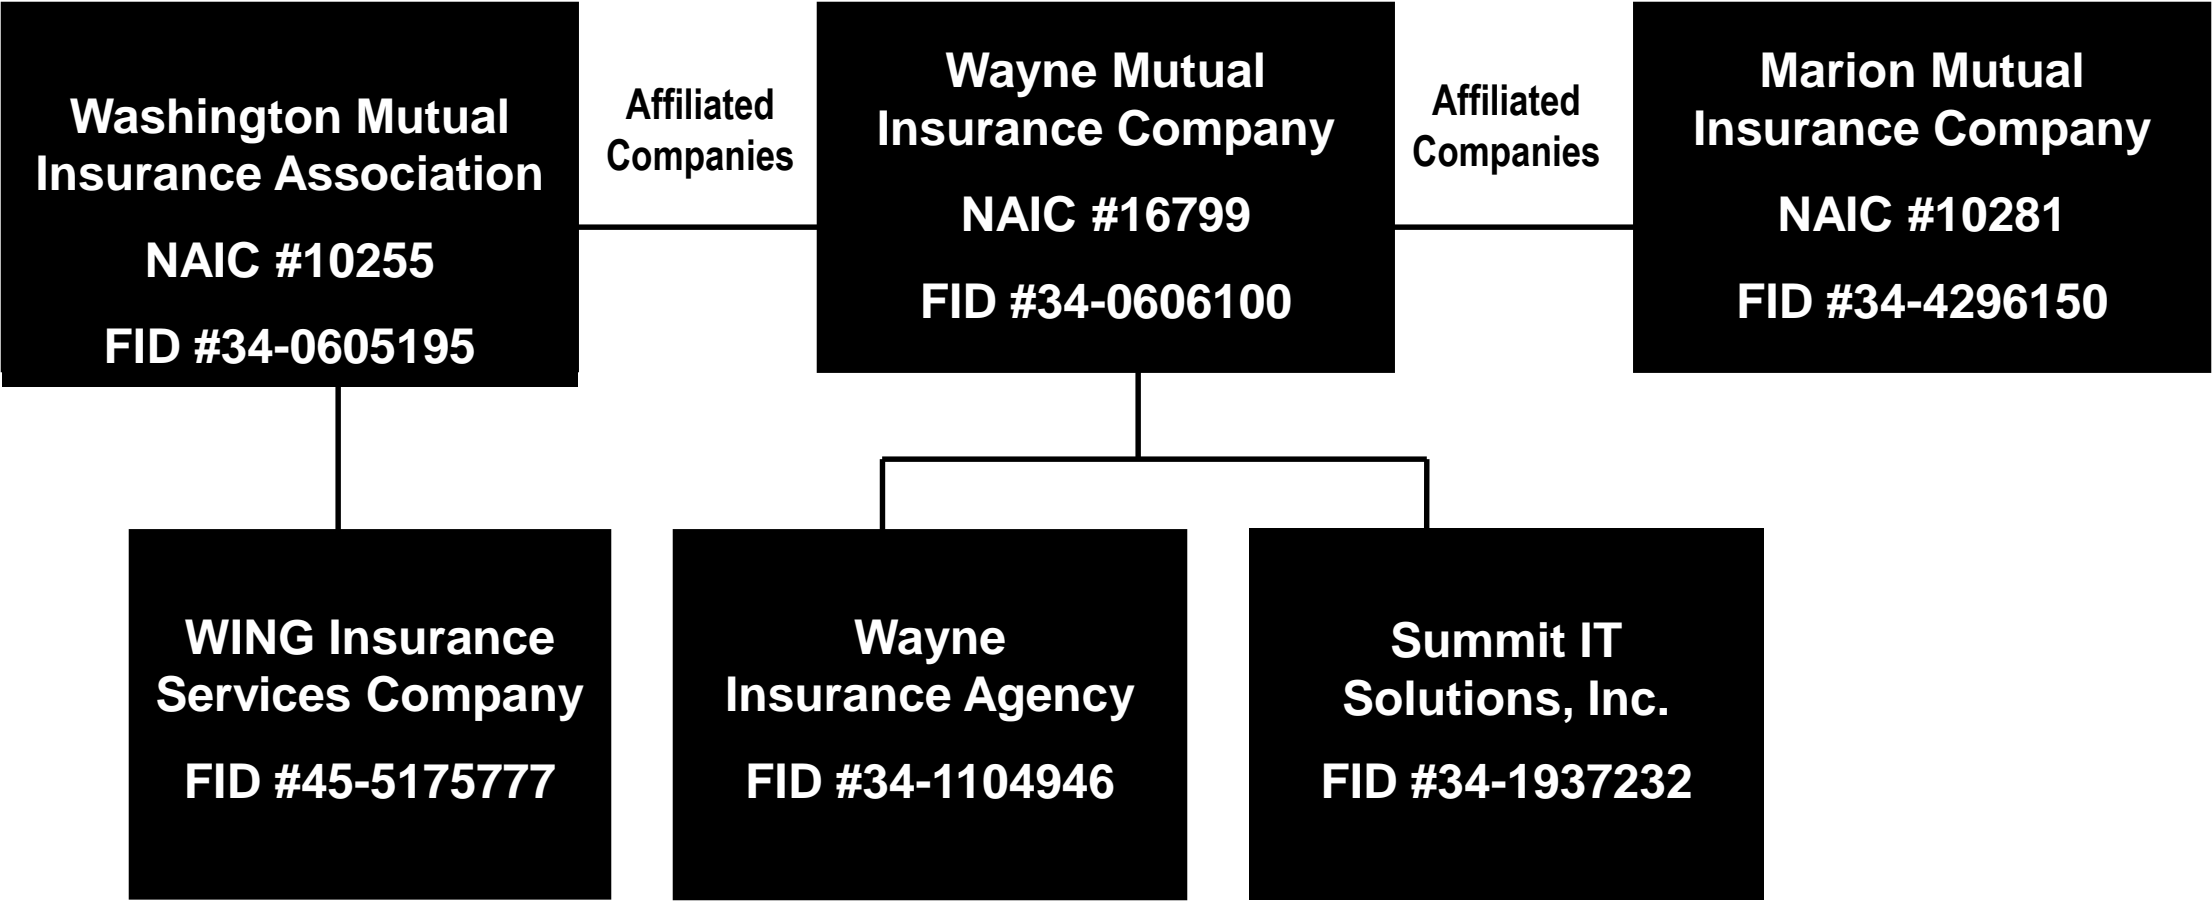 Washington Mutual
Insurance Association
NAIC #10255
FID #34-0605195
Affiliated
Companies
Wayne Mutual
Insurance Company
NAIC #16799
FID #34-0606100
Affiliated
Companies
Marion Mutual
Insurance Company
NAIC #10281
FID #34-4296150
WING Insurance
Services Company
FID #45-5175777
Wayne
Insurance Agency
FID #34-1104946
Summit IT
Solutions, Inc.
FID #34-1937232